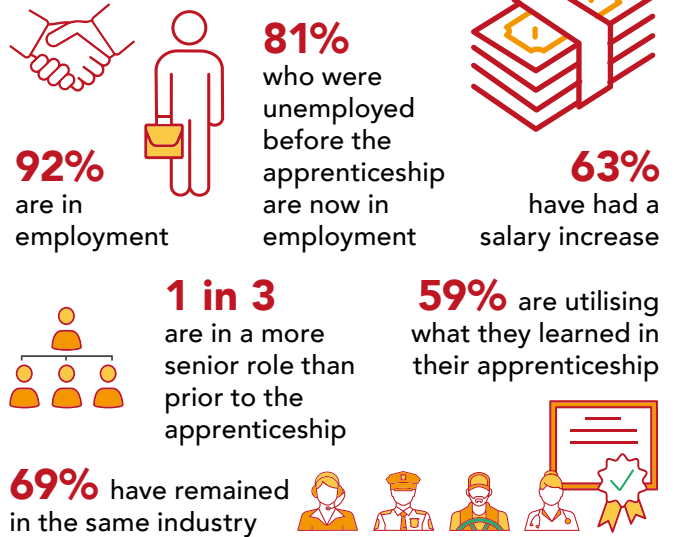 92%
are in
employment
81%
who were
unemployed
before the
apprenticeship
are now in
employment
63%
have had a
salary increase
1 in 3
are in a more
senior role than
prior to the
apprenticeship
59% are utilising
what they learned in
their apprenticeship
69% have remained
in the same industry